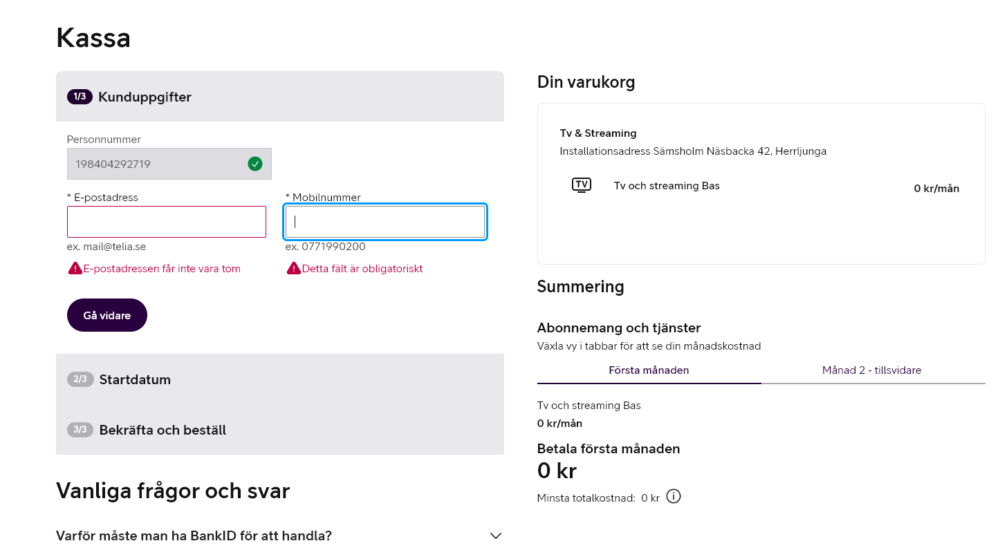 Kassa
1/3 Kunduppgifter
Personnummer
198404292719
* E-postadress
ex. mail@telia.se
E-postadressen får inte vara tom
* Mobilnummer
ex. 0771990200
Detta fält är obligatoriskt
Gå vidare
2/3 Startdatum
3/3 Bekräfta och beställ
Vanliga frågor och svar
Varför måste man ha BankID för att handla?
Din varukorg
Tv & Streaming
Installationsadress Sämsholm Näsbacka 42, Herrljunga
TV Tv och streaming Bas 0 kr/mån
Summering
Abonnemang och tjänster
Växla vy i tabbar för att se din månadskostnad
Första månaden Månad 2 - tillsvidare
Tv och streaming Bas
0 kr/mån
Betala första månaden
0 kr
Minsta totalkostnad: 0 kr